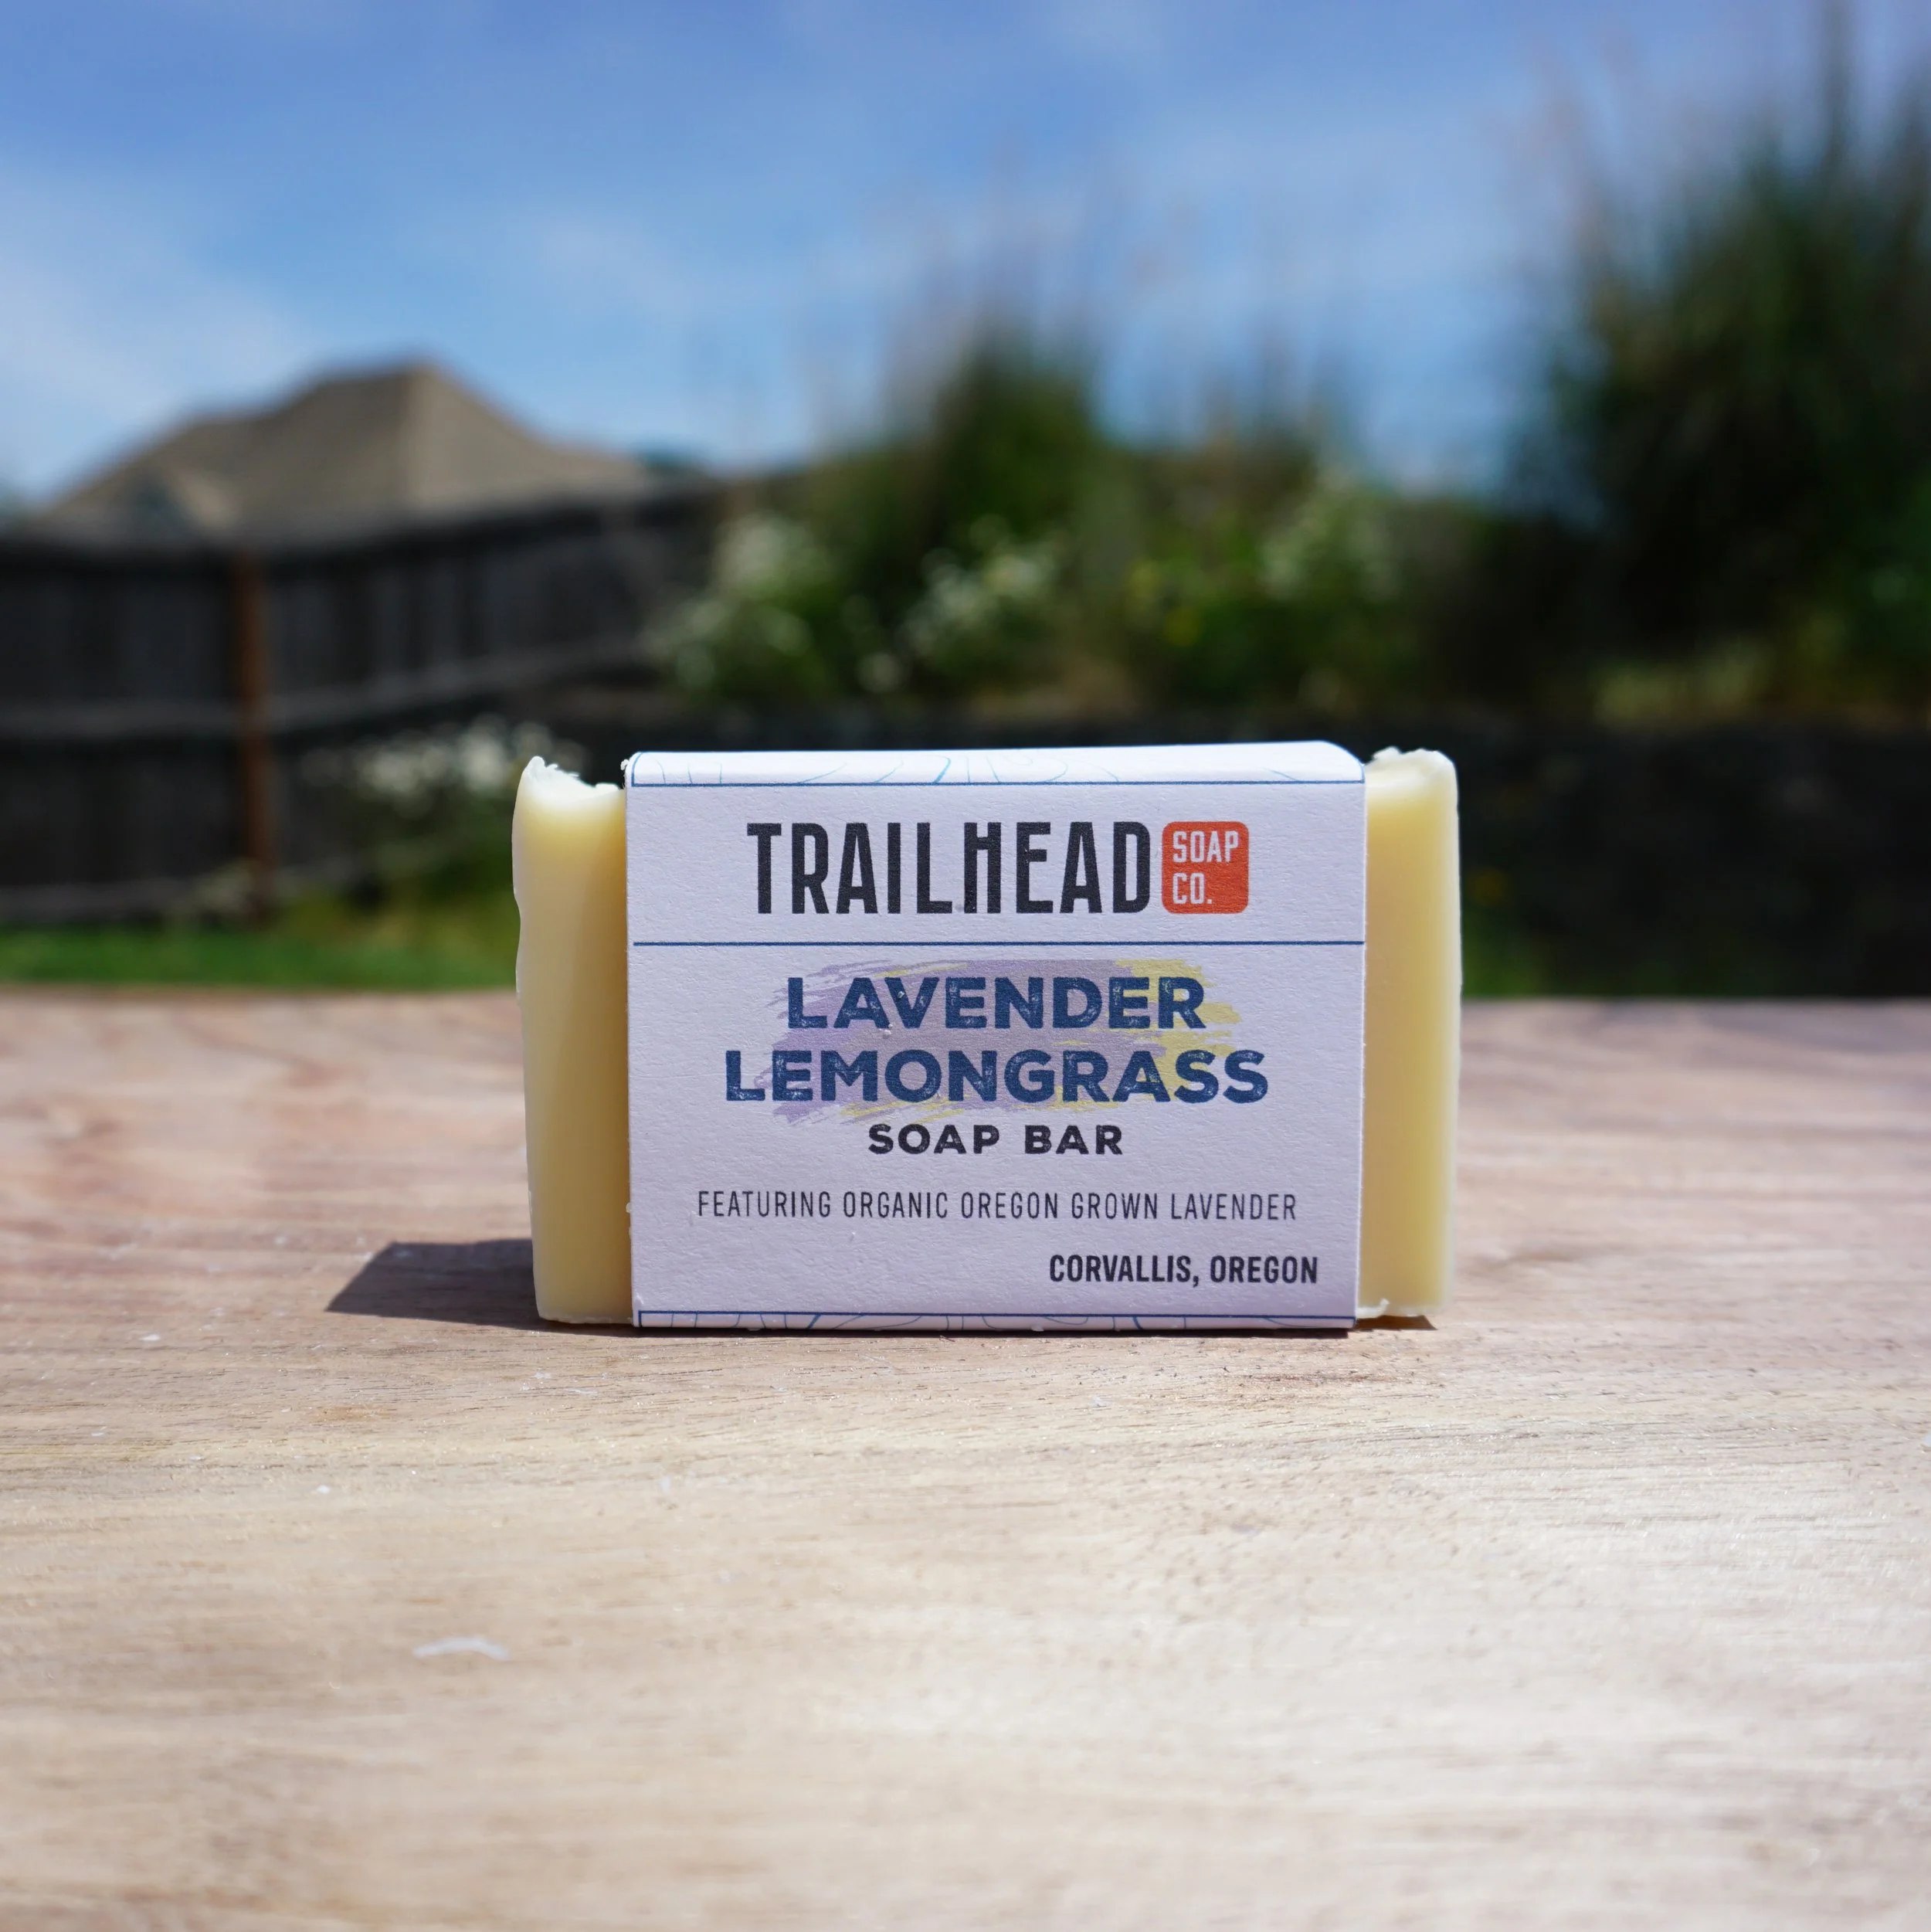 TRAILHEAD SOAP CO.
LAVENDER
LEMONGRASS
SOAP BAR
FEATURING ORGANIC OREGON GROWN LAVENDER
CORVALLIS, OREGON